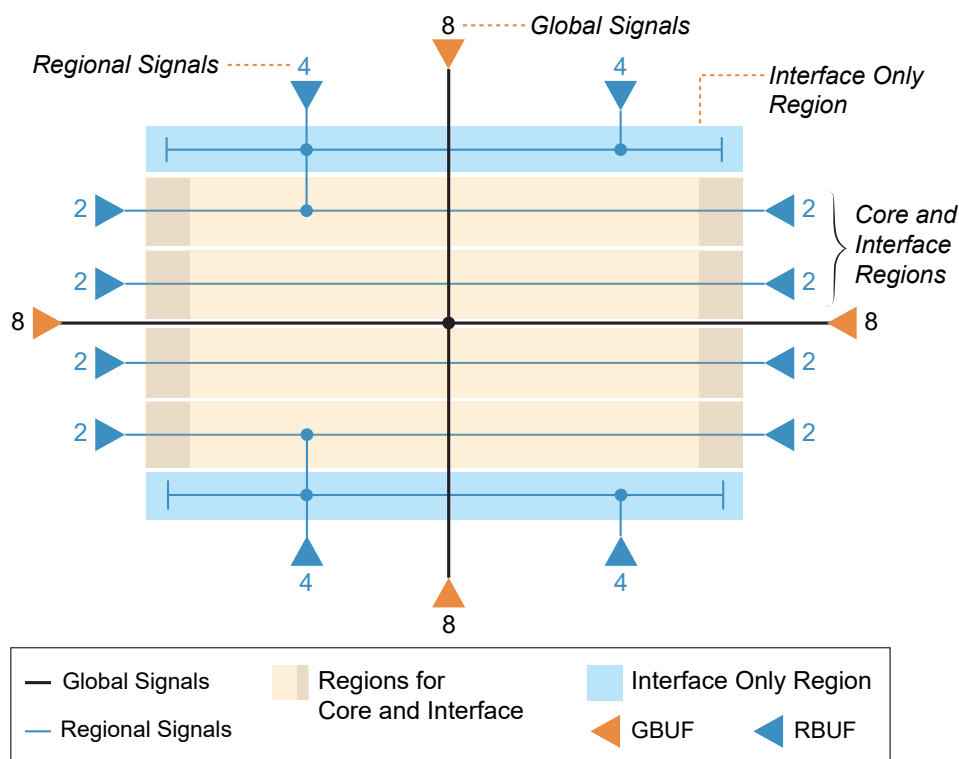 8
Global Signals
Regional Signals
4
4
Interface Only
Region
2
2
Core and
Interface
Regions
2
2
8
8
2
2
2
2
4
4
8
Global Signals
Regional Signals
Regions for
Core and Interface
Interface Only Region
GBUF
RBUF